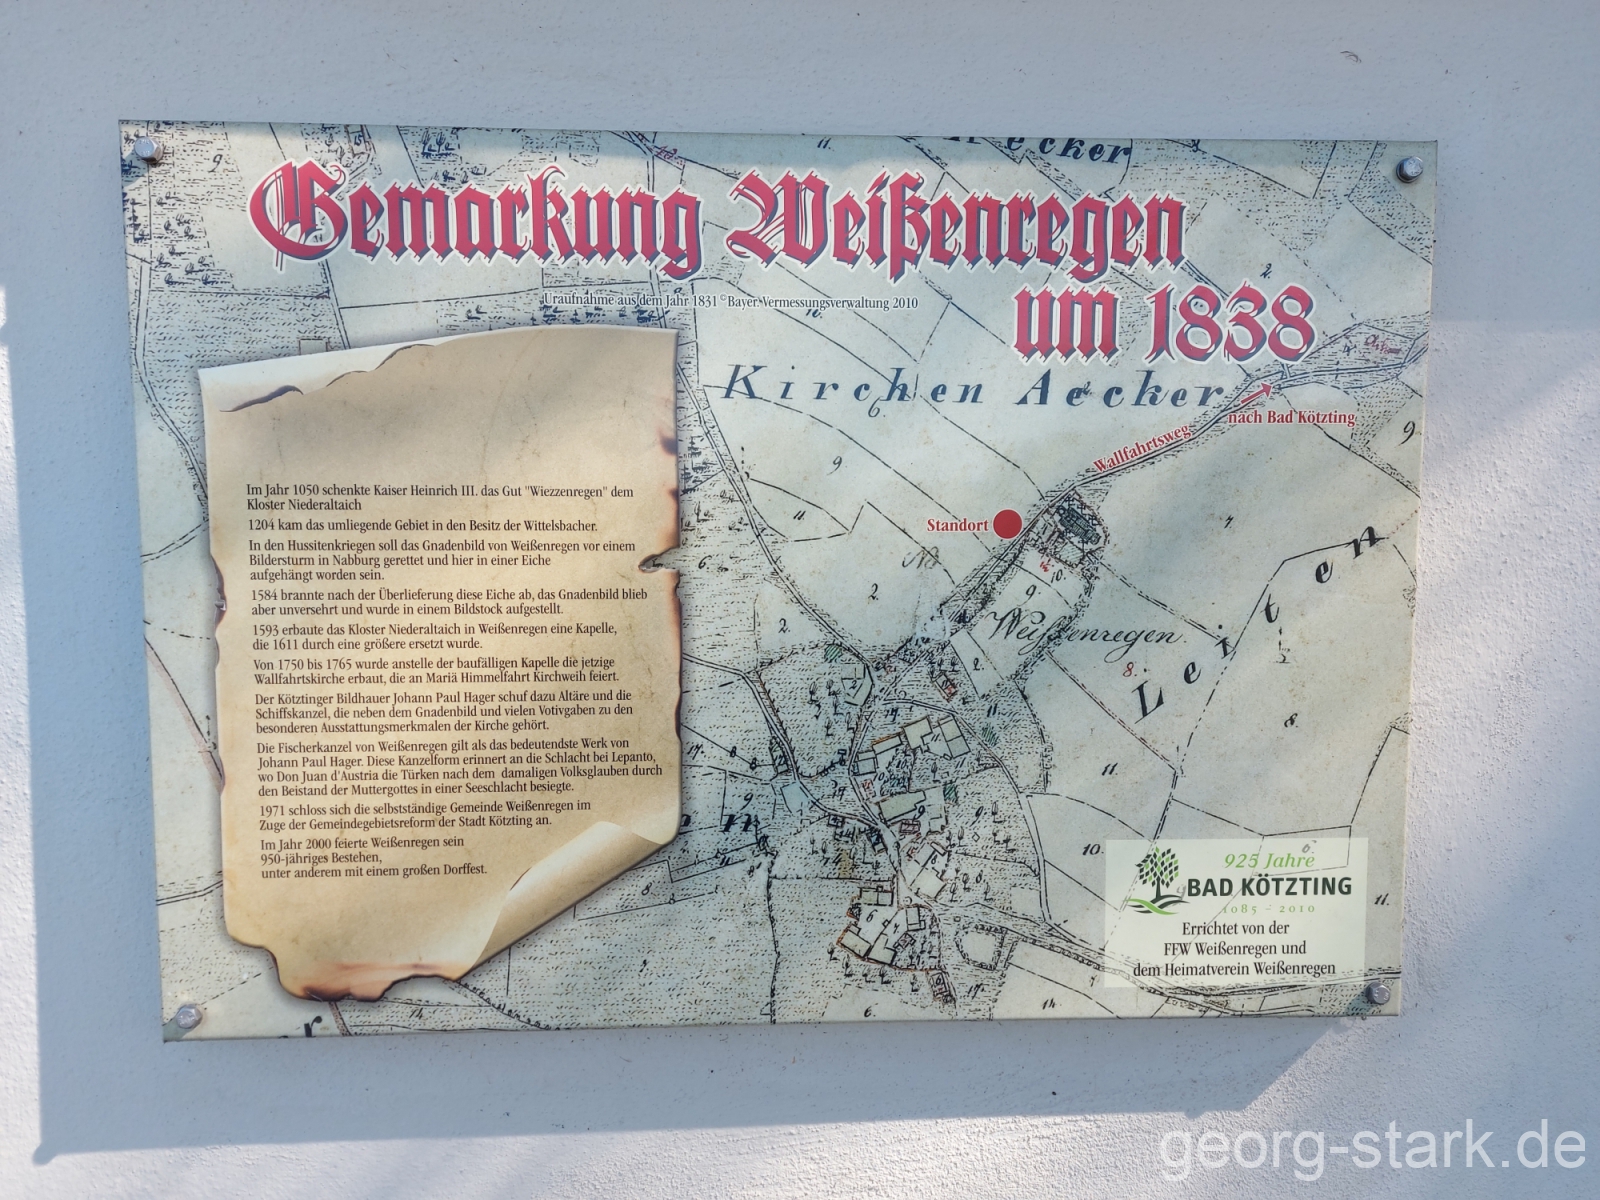 Aecker
Gemarkung Weißenregen
um 1838
Uraufnahme aus dem Jahr 1831 © Bayer. Vermessungsverwaltung 2010
Kirchen Aecker
nach Bad Kötzting
Wallfahrtsweg
Standort
Weißenregen
Leiten
Im Jahr 1050 schenkte Kaiser Heinrich III. das Gut "Wiezzenregen" dem
Kloster Niederaltaich
1204 kam das umliegende Gebiet in den Besitz der Wittelsbacher.
In den Hussitenkriegen soll das Gnadenbild von Weißenregen vor einem
Bildersturm in Nabburg gerettet und hier in einer Eiche
aufgehängt worden sein.
1584 brannte nach der Überlieferung diese Eiche ab, das Gnadenbild blieb
aber unversehrt und wurde in einem Bildstock aufgestellt.
1593 erbaute das Kloster Niederaltaich in Weißenregen eine Kapelle,
die 1611 durch eine größere ersetzt wurde.
Von 1750 bis 1765 wurde anstelle der baufälligen Kapelle die jetzige
Wallfahrtskirche erbaut, die an Mariä Himmelfahrt Kirchweih feiert.
Der Kötztinger Bildhauer Johann Paul Hager schuf dazu Altäre und die
Schiffskanzel, die neben dem Gnadenbild und vielen Votivgaben zu den
besonderen Ausstattungsmerkmalen der Kirche gehört.
Die Fischerkanzel von Weißenregen gilt als das bedeutendste Werk von
Johann Paul Hager. Diese Kanzelform erinnert an die Schlacht bei Lepanto,
wo Don Juan d'Austria die Türken nach dem damaligen Volksglauben durch
den Beistand der Muttergottes in einer Seeschlacht besiegte.
1971 schloss sich die selbstständige Gemeinde Weißenregen im
Zuge der Gemeindegebietsreform der Stadt Kötzting an.
Im Jahr 2000 feierte Weißenregen sein
950-jähriges Bestehen,
unter anderem mit einem großen Dorffest.
925 Jahre
BAD KÖTZTING
1085 - 2010
Errichtet von der
FFW Weißenregen und
dem Heimatverein Weißenregen
georg-stark.de